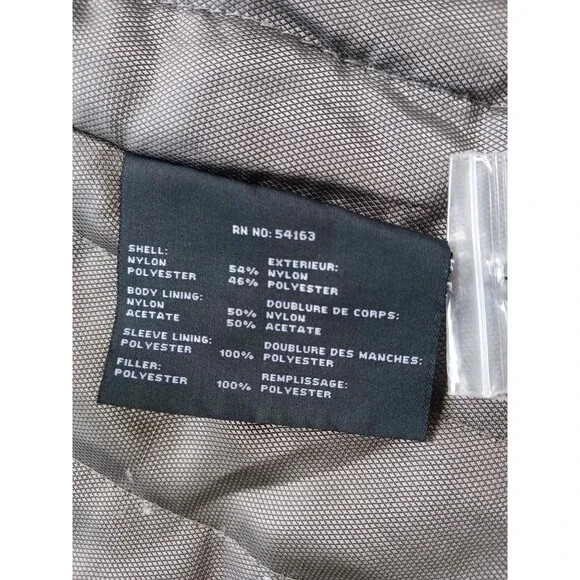 RN NO: 54163
SHELL: EXTERIEUR:
NYLON 54% NYLON
POLYESTER 46% POLYESTER
BODY LINING: DOUBLURE DE CORPS:
NYLON 50% NYLON
ACETATE 50% ACETATE
SLEEVE LINING: DOUBLURE DES MANCHES:
POLYESTER 100% POLYESTER
FILLER: REMPLISSAGE:
POLYESTER 100% POLYESTER